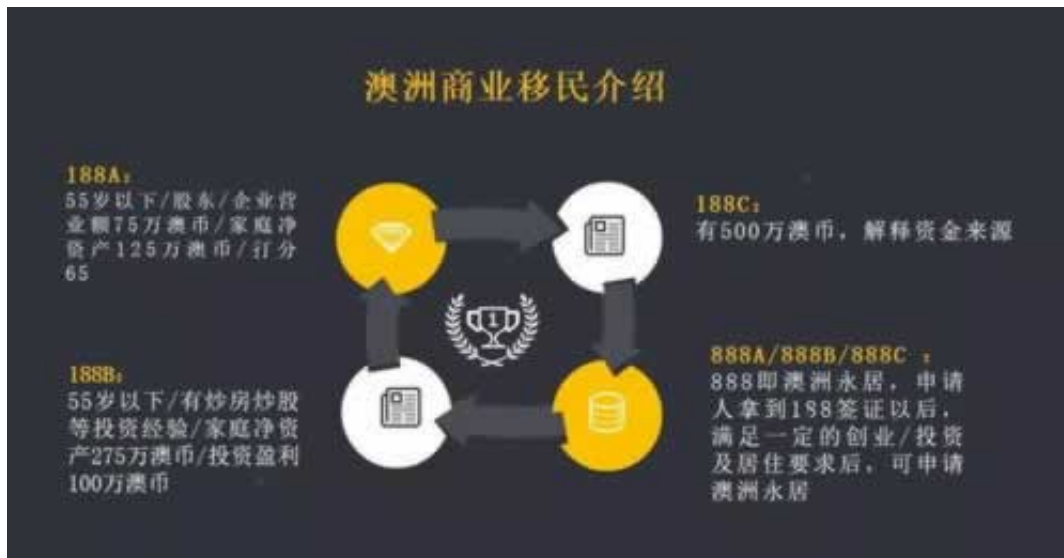 澳洲商业移民介绍
188A:
55岁以下/股东/企业营
业额75万澳币/家庭净
资产125万澳币/打分
65
188C:
有500万澳币，解释资金来源
188B:
55岁以下/有炒房炒股
等投资经验/家庭净资
产275万澳币/投资盈利
100万澳币
888A/888B/888C :
888即澳洲永居，申请
人拿到188签证以后，
满足一定的创业/投资
及居住要求后，可申请
澳洲永居
1